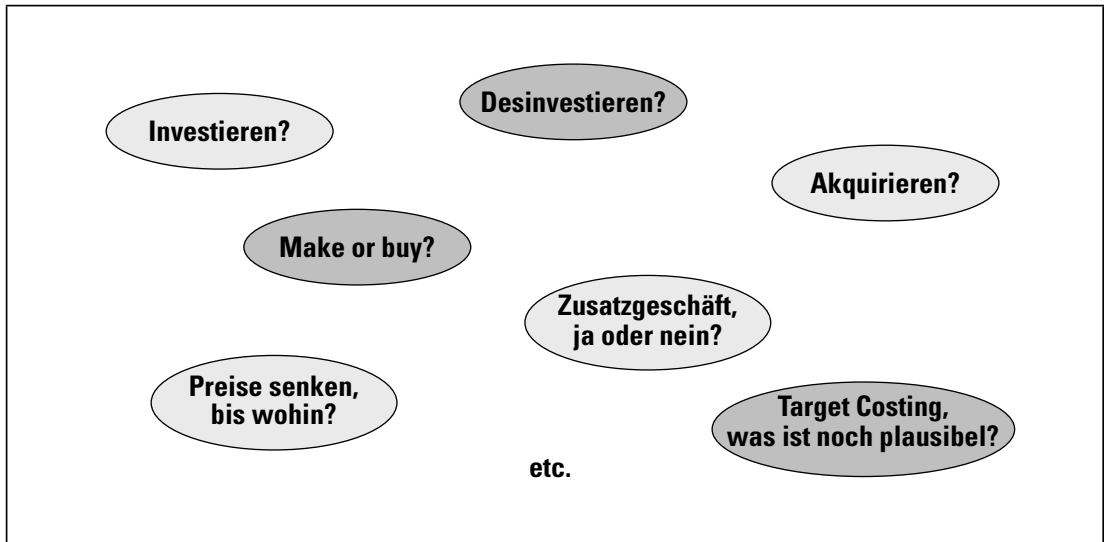 Desinvestieren?
Investieren?
Akquirieren?
Make or buy?
Zusatzgeschäft,
ja oder nein?
Preise senken,
bis wohin?
Target Costing,
was ist noch plausibel?
etc.